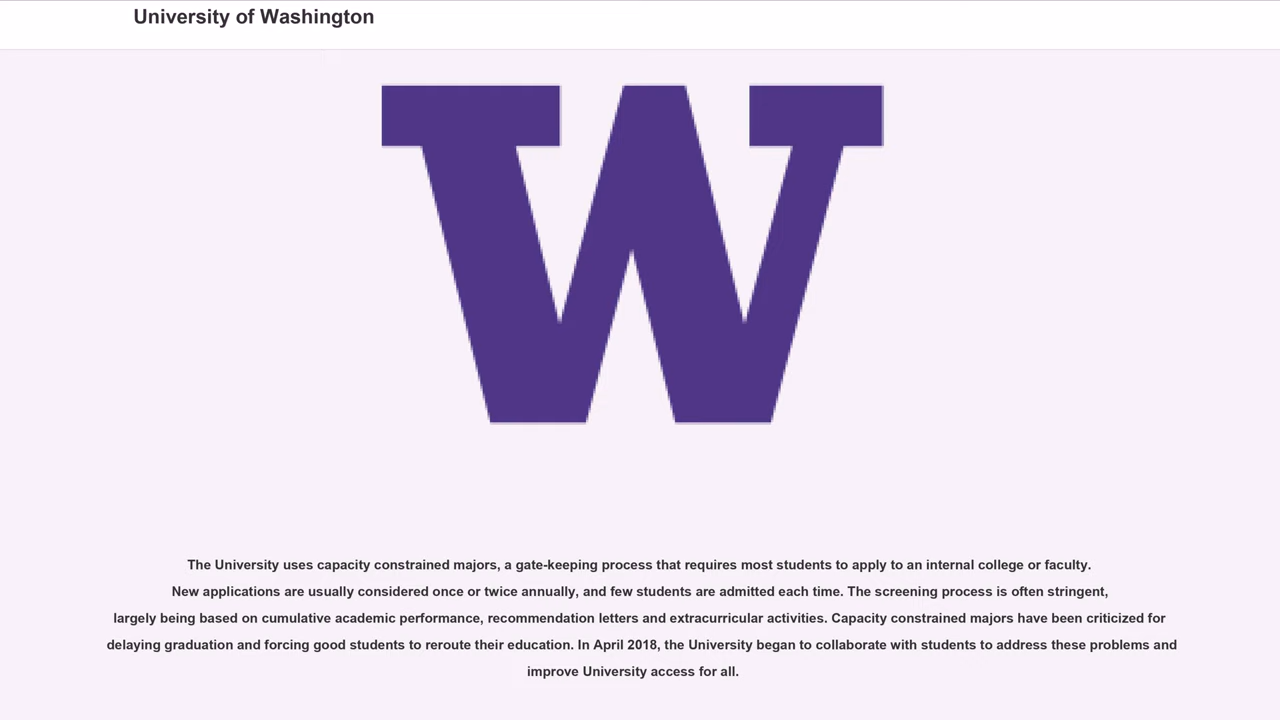 University of Washington
W
The University uses capacity constrained majors, a gate-keeping process that requires most students to apply to an internal college or faculty.
New applications are usually considered once or twice annually, and few students are admitted each time. The screening process is often stringent,
largely being based on cumulative academic performance, recommendation letters and extracurricular activities. Capacity constrained majors have been criticized for
delaying graduation and forcing good students to reroute their education. In April 2018, the University began to collaborate with students to address these problems and
improve University access for all.